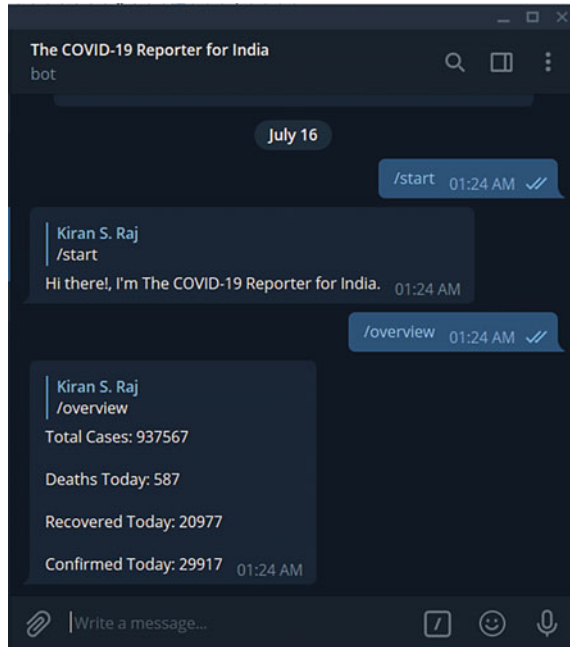 The COVID-19 Reporter for India
bot
July 16
/start 01:24 AM
Kiran S. Raj
/start
Hi there!, I'm The COVID-19 Reporter for India. 01:24 AM
/overview 01:24 AM
Kiran S. Raj
/overview
Total Cases: 937567
Deaths Today: 587
Recovered Today: 20977
Confirmed Today: 29917 01:24 AM
Write a message...